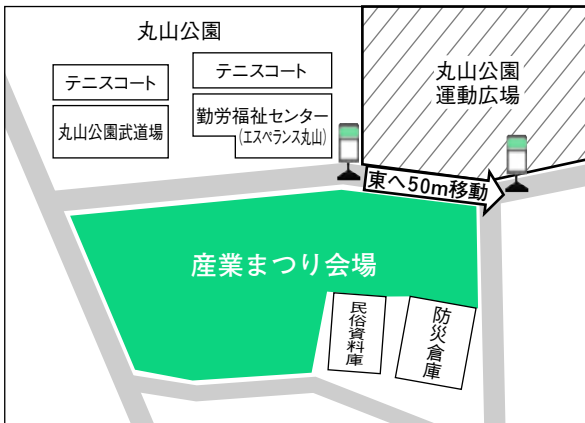 丸山公園
テニスコート
テニスコート
丸山公園武道場
勤労福祉センター
(エスペランス丸山)
丸山公園
運動広場
東へ50m移動
産業まつり会場
民俗資料庫
防災倉庫